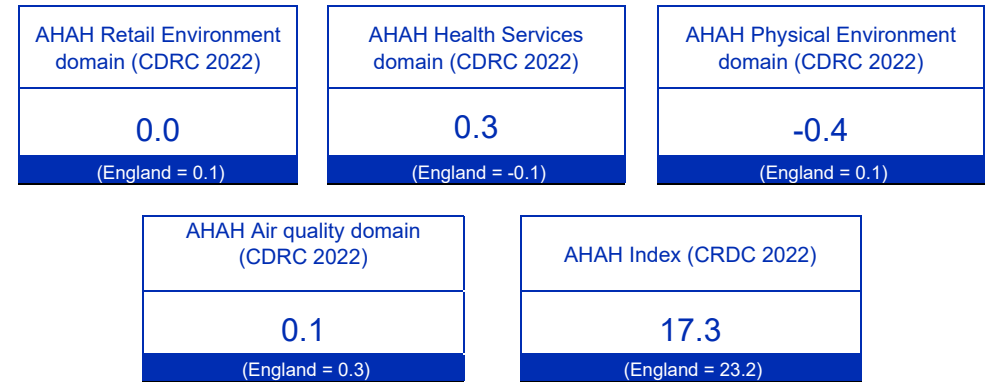 AHAH Retail Environment
domain (CDRC 2022)
0.0
(England = 0.1)
AHAH Health Services
domain (CDRC 2022)
0.3
(England = -0.1)
AHAH Physical Environment
domain (CDRC 2022)
-0.4
(England = 0.1)
AHAH Air quality domain
(CDRC 2022)
0.1
(England = 0.3)
AHAH Index (CRDC 2022)
17.3
(England = 23.2)